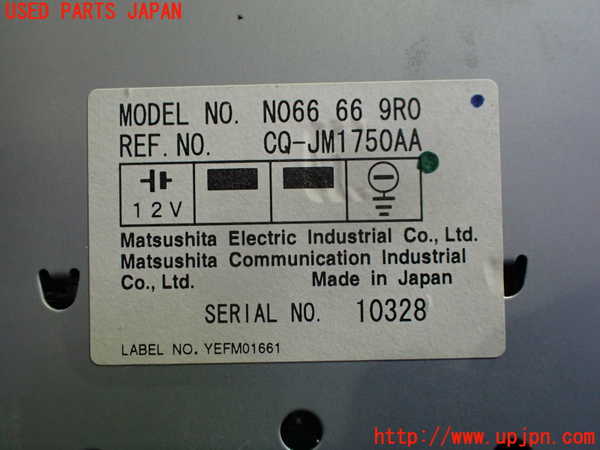 USED PARTS JAPAN
MODEL NO. N066 66 9R0
REF.NO. CQ-JM1750AA
12V
Matsushita Electric Industrial Co., Ltd.
Matsushita Communication Industrial
Co., Ltd. Made in Japan
SERIAL NO. 10328
LABEL NO. YEFM01661
http://www.upjpn.com/